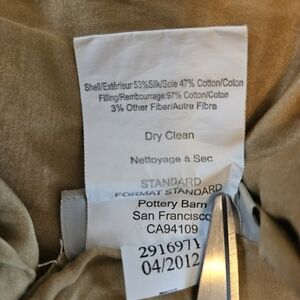 Shell/Extérieur:53%Silk/Soie 47% Cotton/Coton
Filling/Rembourrage:97% Cotton/Coton
3% Other Fiber/Autre Fibre
Dry Clean
Nettoyage à Sec
STANDARD
FORMAT STANDARD
Pottery Barn
San Francisco
CA94109
2916971
04/2012